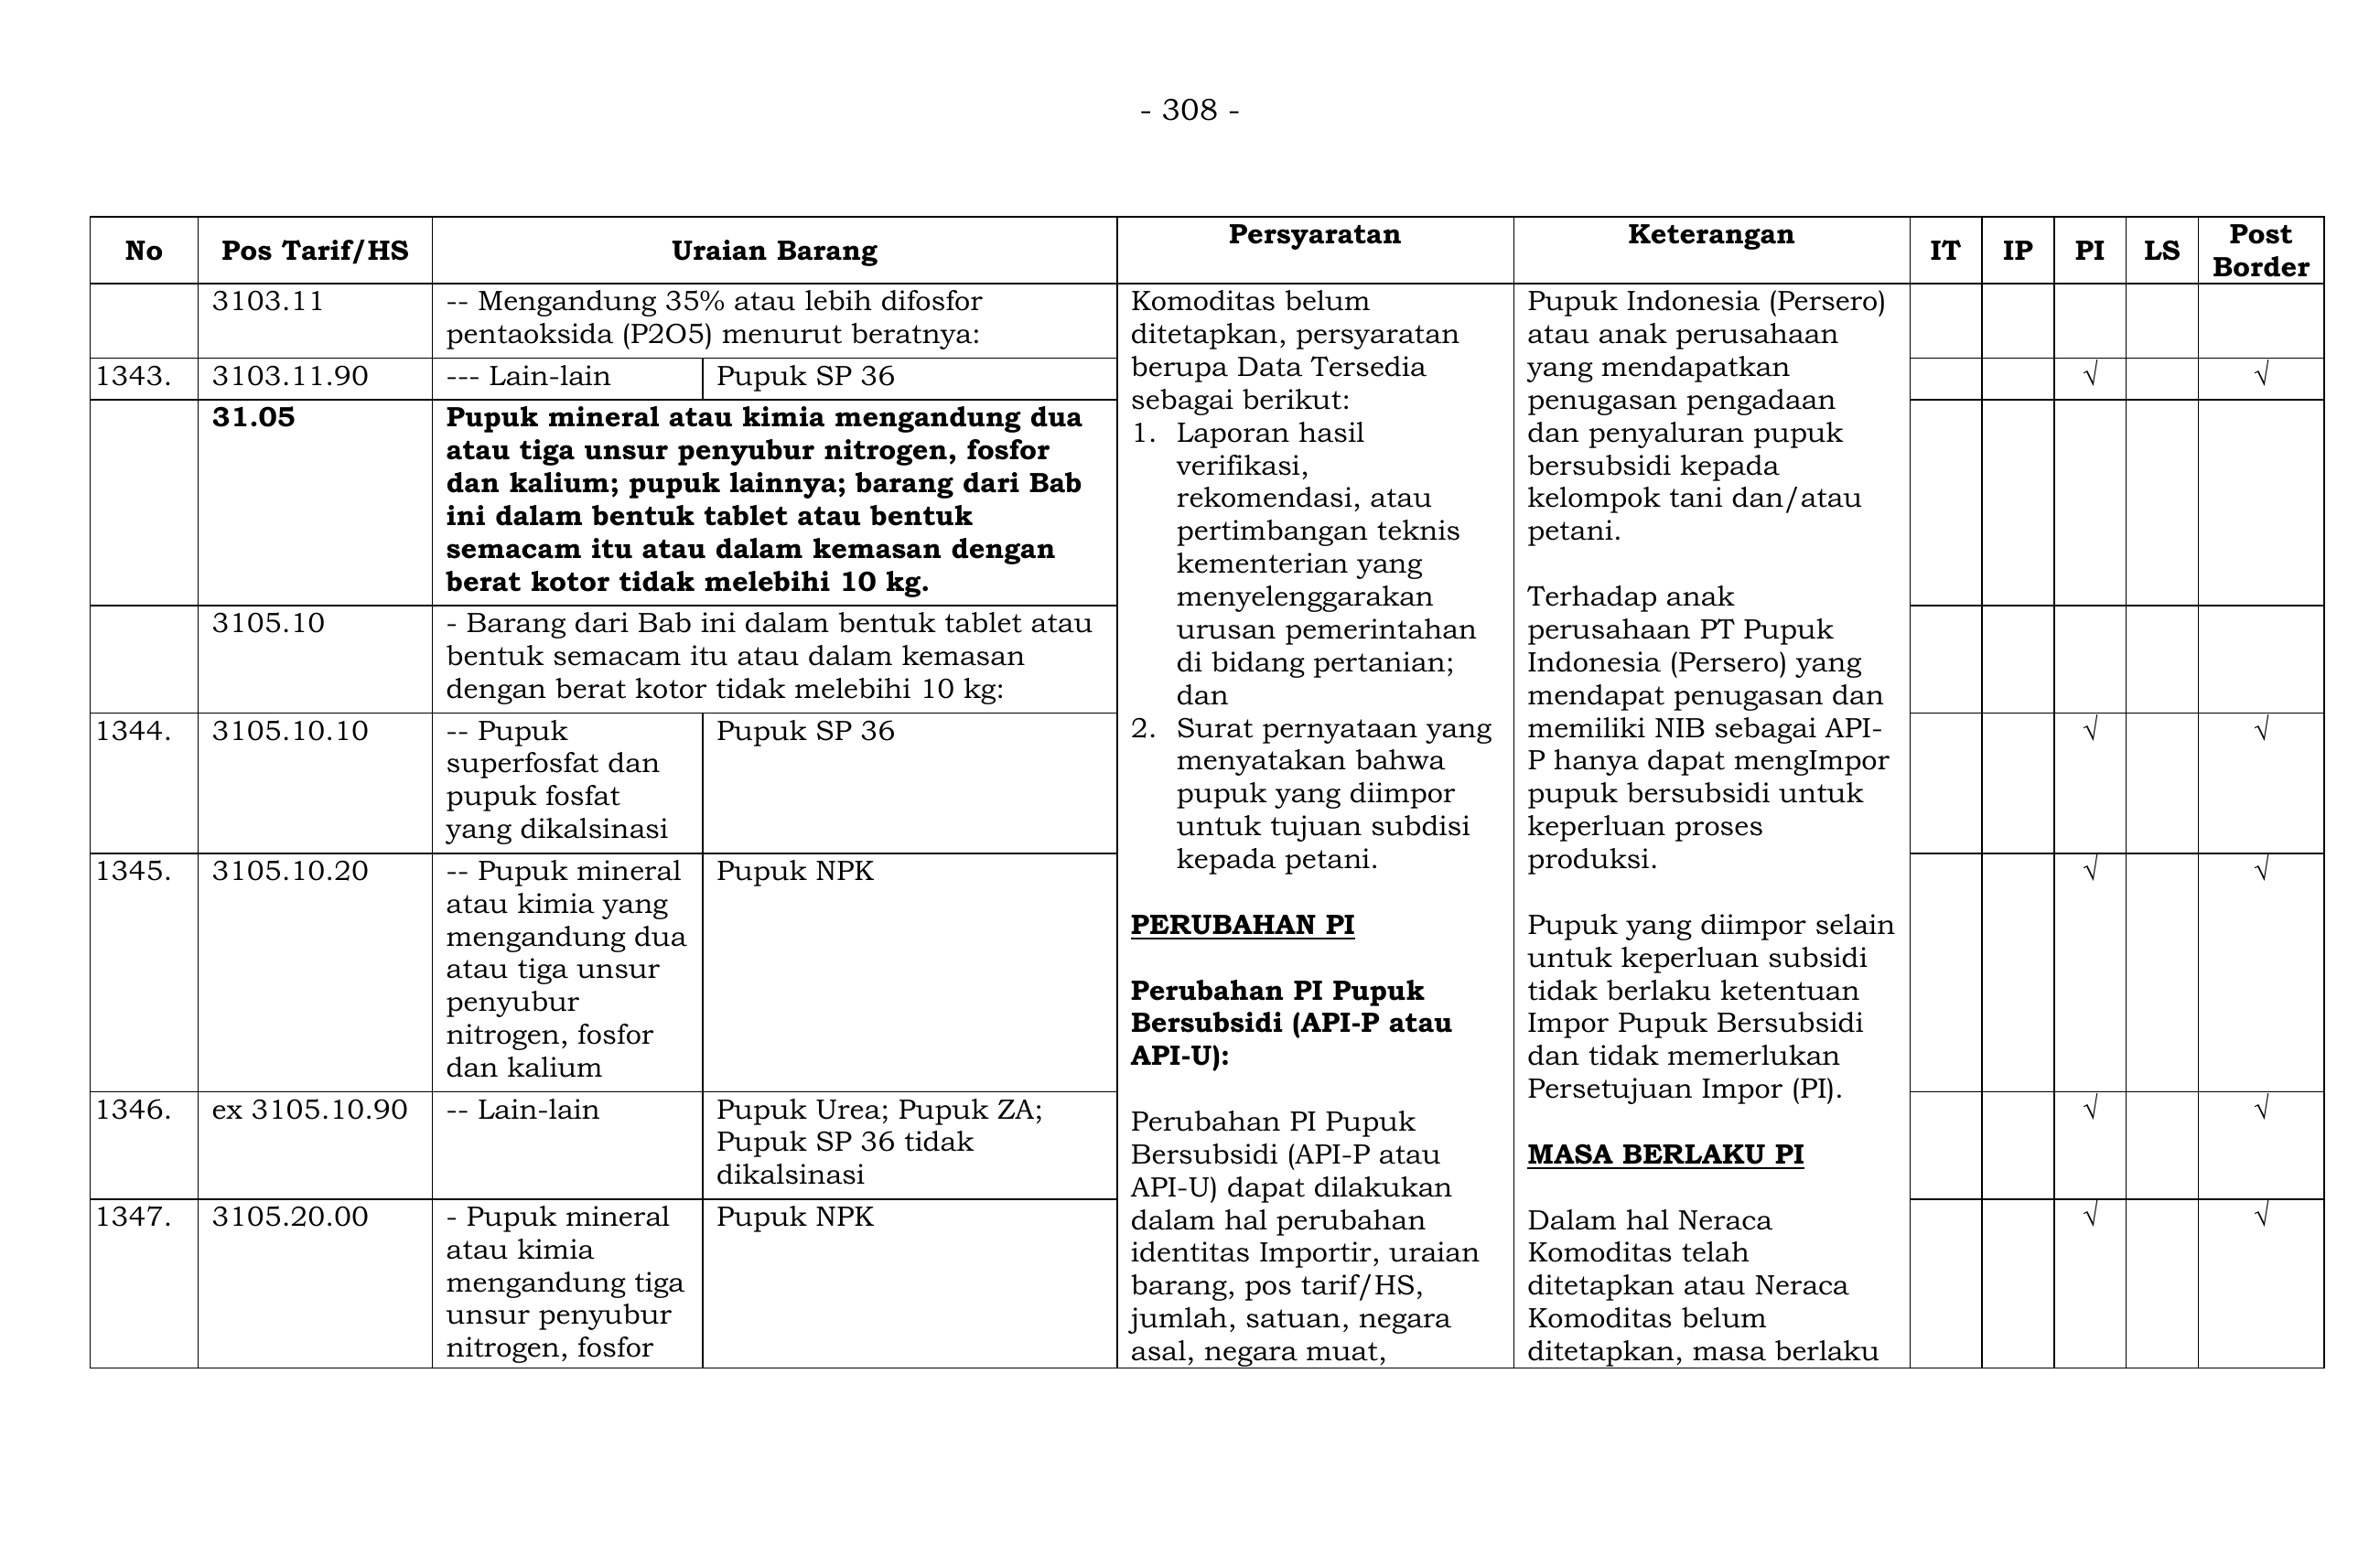 - 308 -
No
Pos Tarif/HS
Uraian Barang
Persyaratan
Keterangan
IT
IP
PI
LS
Post
Border
3103.11
-- Mengandung 35% atau lebih difosfor
pentaoksida (P2O5) menurut beratnya:
1343.
3103.11.90
--- Lain-lain
Pupuk SP 36
√
√
31.05
Pupuk mineral atau kimia mengandung dua
atau tiga unsur penyubur nitrogen, fosfor
dan kalium; pupuk lainnya; barang dari Bab
ini dalam bentuk tablet atau bentuk
semacam itu atau dalam kemasan dengan
berat kotor tidak melebihi 10 kg.
3105.10
- Barang dari Bab ini dalam bentuk tablet atau
bentuk semacam itu atau dalam kemasan
dengan berat kotor tidak melebihi 10 kg:
1344.
3105.10.10
-- Pupuk
superfosfat dan
pupuk fosfat
yang dikalsinasi
Pupuk SP 36
√
√
1345.
3105.10.20
-- Pupuk mineral
atau kimia yang
mengandung dua
atau tiga unsur
penyubur
nitrogen, fosfor
dan kalium
Pupuk NPK
√
√
1346.
ex 3105.10.90
-- Lain-lain
Pupuk Urea; Pupuk ZA;
Pupuk SP 36 tidak
dikalsinasi
√
√
1347.
3105.20.00
- Pupuk mineral
atau kimia
mengandung tiga
unsur penyubur
nitrogen, fosfor
Pupuk NPK
√
√
Komoditas belum
ditetapkan, persyaratan
berupa Data Tersedia
sebagai berikut:
1. Laporan hasil
verifikasi,
rekomendasi, atau
pertimbangan teknis
kementerian yang
menyelenggarakan
urusan pemerintahan
di bidang pertanian;
dan
2. Surat pernyataan yang
menyatakan bahwa
pupuk yang diimpor
untuk tujuan subdisi
kepada petani.
PERUBAHAN PI
Perubahan PI Pupuk
Bersubsidi (API-P atau
API-U):
Perubahan PI Pupuk
Bersubsidi (API-P atau
API-U) dapat dilakukan
dalam hal perubahan
identitas Importir, uraian
barang, pos tarif/HS,
jumlah, satuan, negara
asal, negara muat,
Pupuk Indonesia (Persero)
atau anak perusahaan
yang mendapatkan
penugasan pengadaan
dan penyaluran pupuk
bersubsidi kepada
kelompok tani dan/atau
petani.
Terhadap anak
perusahaan PT Pupuk
Indonesia (Persero) yang
mendapat penugasan dan
memiliki NIB sebagai API-
P hanya dapat mengImpor
pupuk bersubsidi untuk
keperluan proses
produksi.
Pupuk yang diimpor selain
untuk keperluan subsidi
tidak berlaku ketentuan
Impor Pupuk Bersubsidi
dan tidak memerlukan
Persetujuan Impor (PI).
MASA BERLAKU PI
Dalam hal Neraca
Komoditas telah
ditetapkan atau Neraca
Komoditas belum
ditetapkan, masa berlaku